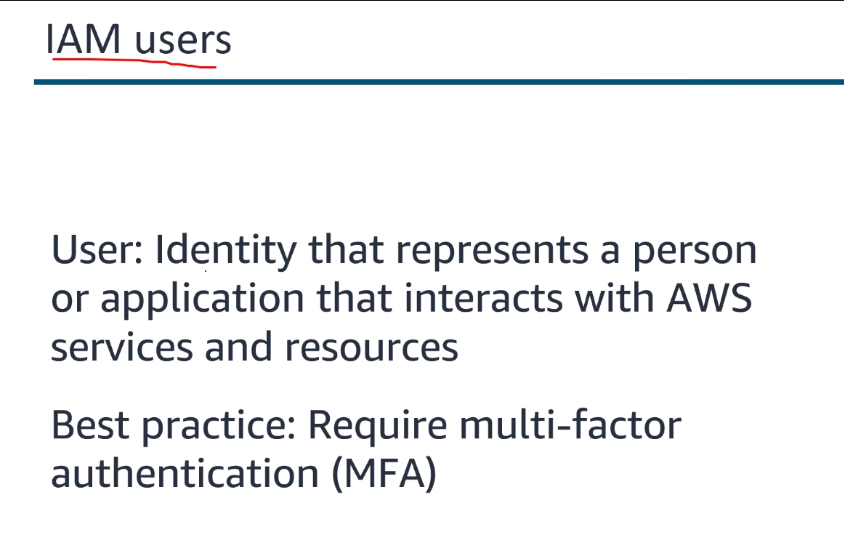 IAM users
User: Identity that represents a person
or application that interacts with AWS
services and resources
Best practice: Require multi-factor
authentication (MFA)